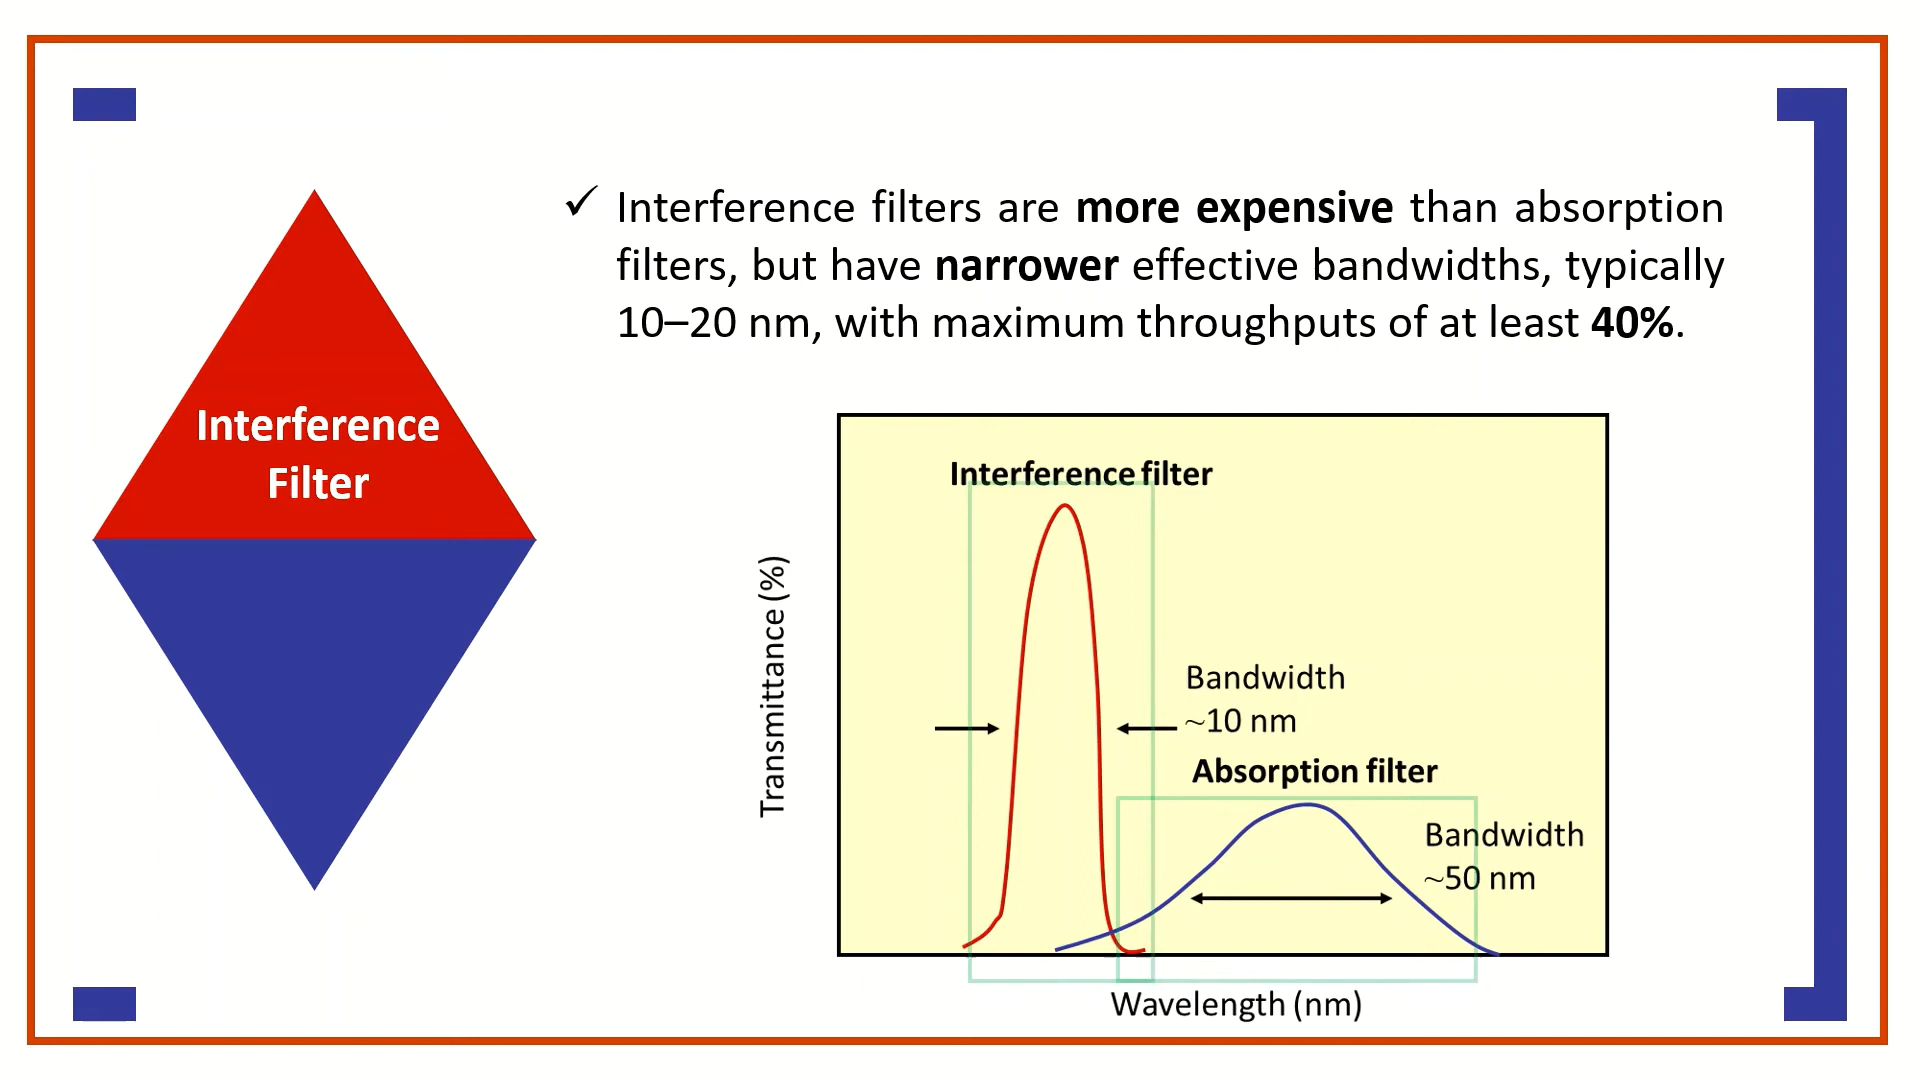 Interference
Filter
✓ Interference filters are more expensive than absorption
filters, but have narrower effective bandwidths, typically
10–20 nm, with maximum throughputs of at least 40%.
Interference filter
Transmittance (%)
Bandwidth
~10 nm
Absorption filter
Bandwidth
~50 nm
Wavelength (nm)